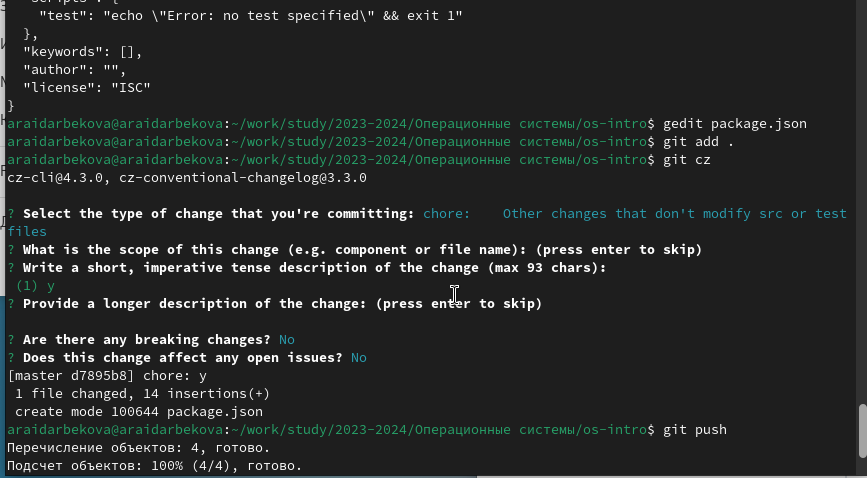 "test": "echo \"Error: no test specified\" && exit 1"
  },
  "keywords": [],
  "author": "",
  "license": "ISC"
}
araidarbekova@araidarbekova:~/work/study/2023-2024/Операционные системы/os-intro$ gedit package.json
araidarbekova@araidarbekova:~/work/study/2023-2024/Операционные системы/os-intro$ git add .
araidarbekova@araidarbekova:~/work/study/2023-2024/Операционные системы/os-intro$ git cz
cz-cli@4.3.0, cz-conventional-changelog@3.3.0

? Select the type of change that you're committing: chore:    Other changes that don't modify src or test
files
? What is the scope of this change (e.g. component or file name): (press enter to skip)
? Write a short, imperative tense description of the change (max 93 chars):
 (1) y
? Provide a longer description of the change: (press enter to skip)

? Are there any breaking changes? No
? Does this change affect any open issues? No
[master d7895b8] chore: y
 1 file changed, 14 insertions(+)
 create mode 100644 package.json
araidarbekova@araidarbekova:~/work/study/2023-2024/Операционные системы/os-intro$ git push
Перечисление объектов: 4, готово.
Подсчет объектов: 100% (4/4), готово.